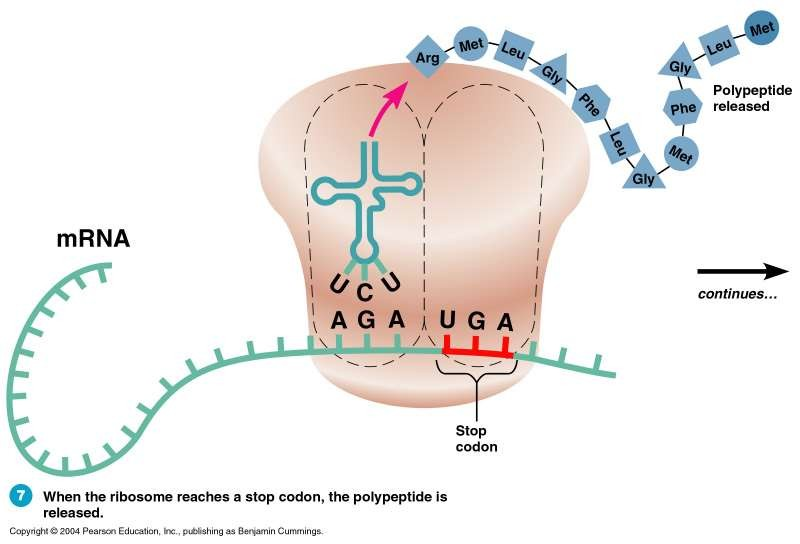 Met
Leu
Gly
Phe
Met
Gly
Leu
Phe
Gly
Leu
Met
Arg
Polypeptide
released
mRNA
U C U
A G A U G A
continues...
Stop
codon
7 When the ribosome reaches a stop codon, the polypeptide is
released.
Copyright © 2004 Pearson Education, Inc., publishing as Benjamin Cummings.